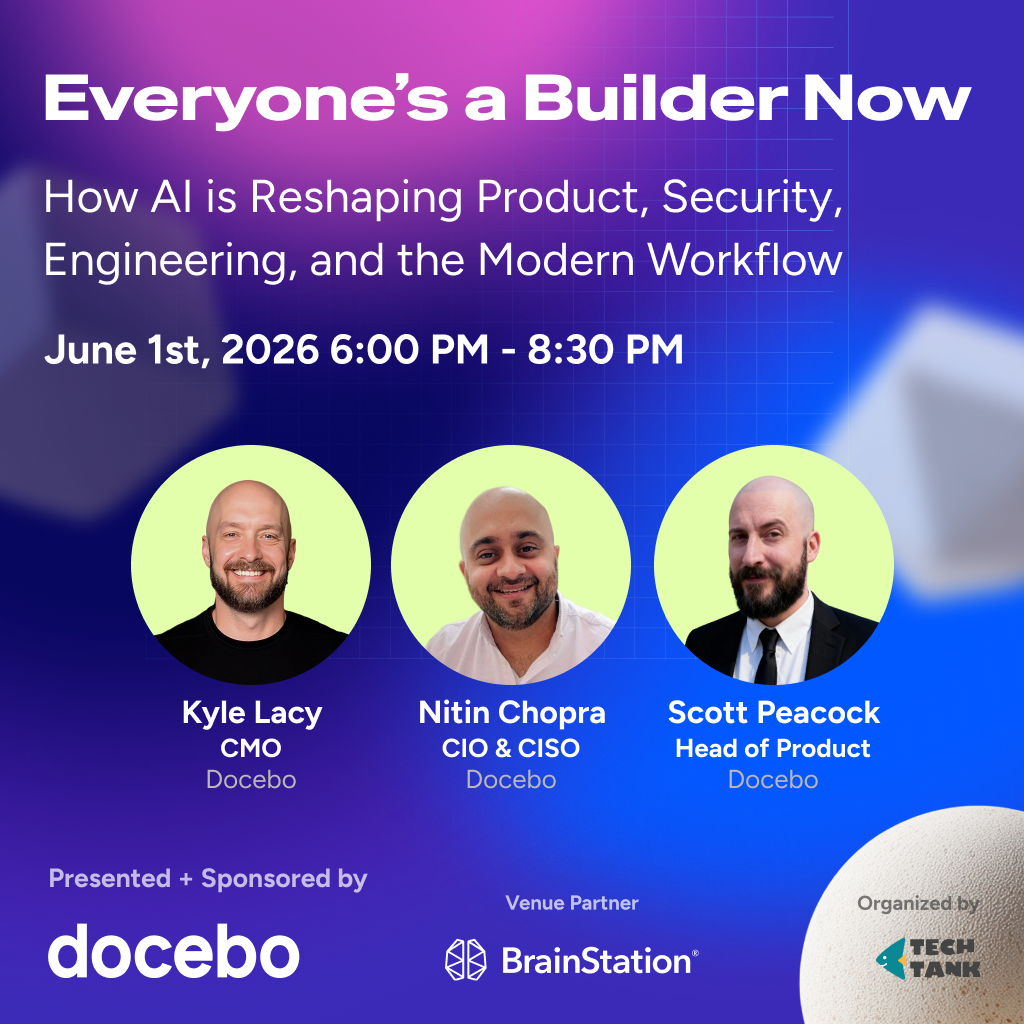 Everyone’s a Builder Now
How AI is Reshaping Product, Security,
Engineering, and the Modern Workflow
June 1st, 2026 6:00 PM - 8:30 PM
Kyle Lacy
CMO
Docebo
Nitin Chopra
CIO & CISO
Docebo
Scott Peacock
Head of Product
Docebo
Presented + Sponsored by
docebo
Venue Partner
BrainStation®
Organized by
TECH
TANK